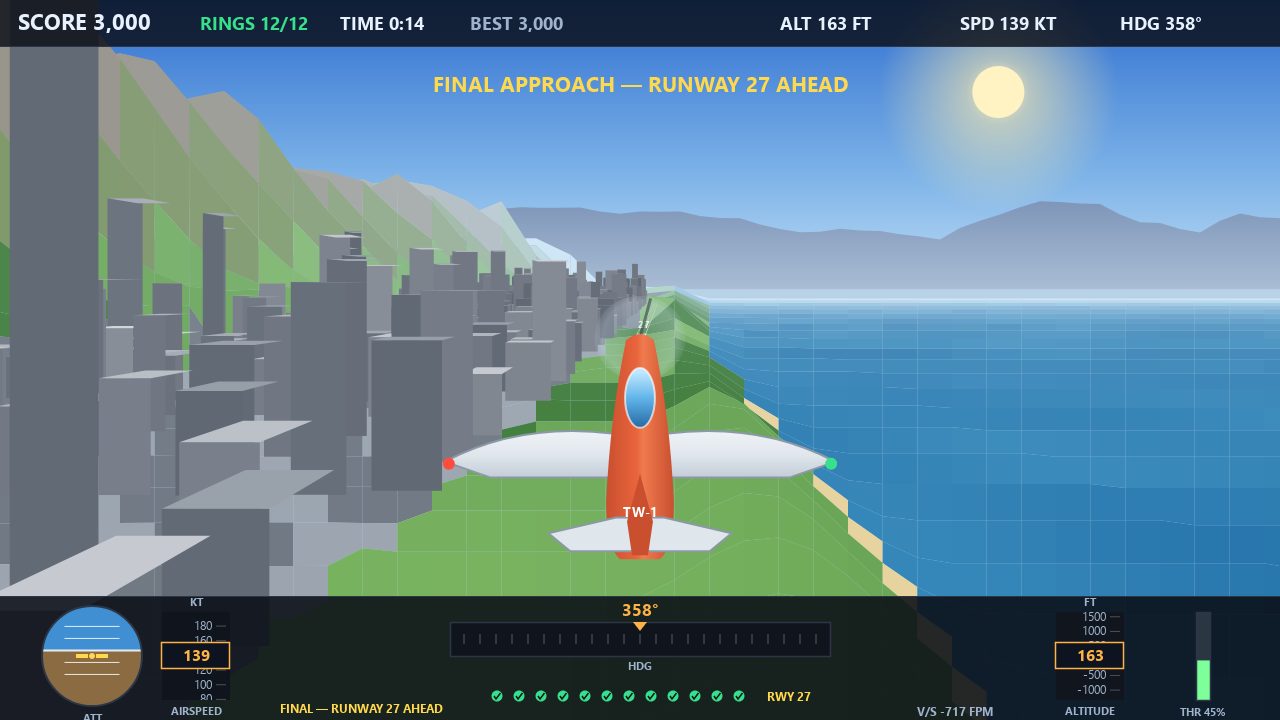 SCORE 3,000 RINGS 12/12 TIME 0:14 BEST 3,000 ALT 163 FT SPD 139 KT HDG 358°
FINAL APPROACH — RUNWAY 27 AHEAD
27
TW-1
KT
180
160
139
120
100
80
AIRSPEED
ATT
358°
HDG
RWY 27
FINAL — RUNWAY 27 AHEAD
FT
1500
1000
163
-500
-1000
ALTITUDE
V/S -717 FPM
THR 45%